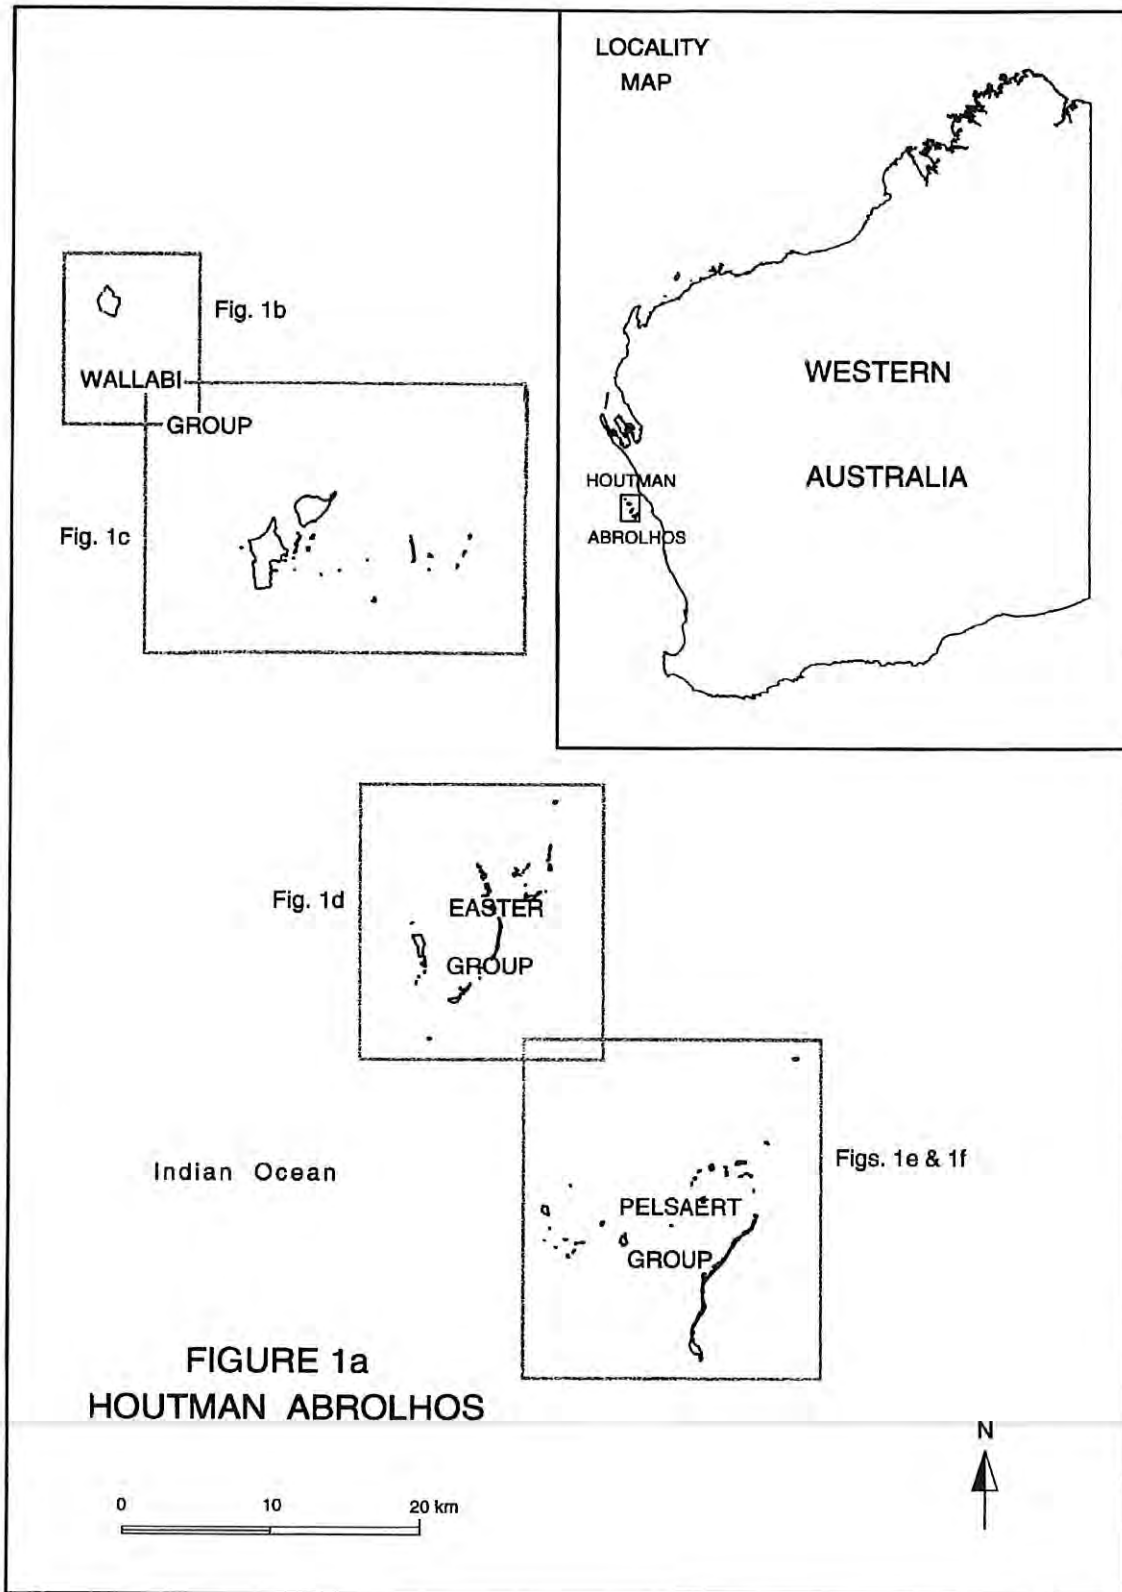 LOCALITY
MAP
WESTERN
AUSTRALIA
HOUTMAN
ABROLHOS
Fig. 1b
WALLABI
GROUP
Fig. 1c
Fig. 1d
EASTER
GROUP
Figs. 1e & 1f
PELSAERT
GROUP
Indian Ocean
FIGURE 1a
HOUTMAN ABROLHOS
N
0 10 20 km